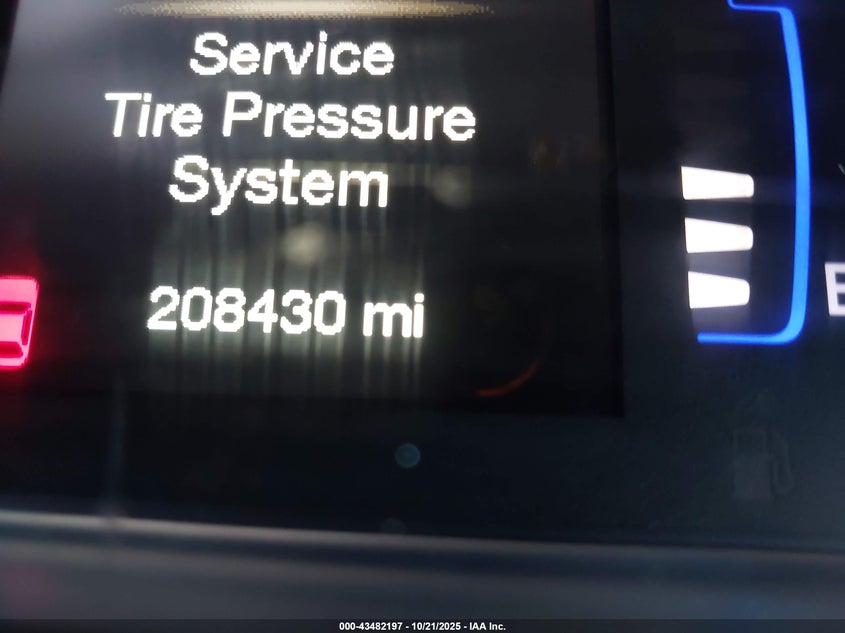 Service
Tire Pressure
System
208430 mi
E
000-43482197 - 10/21/2025 - IAA Inc.